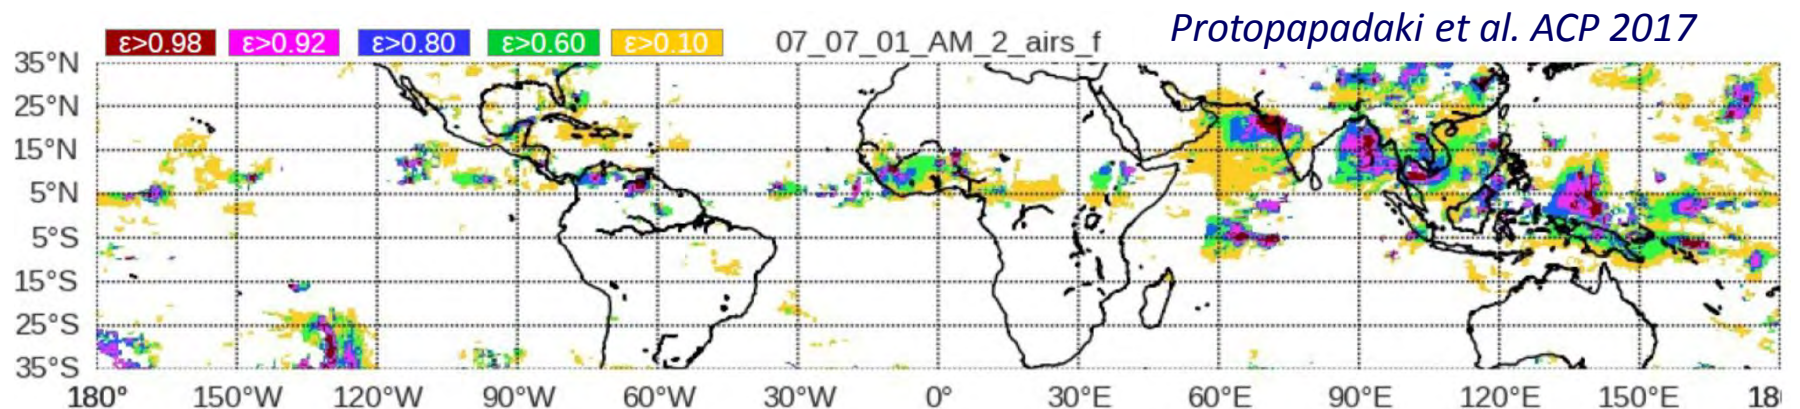 ε>0.98 ε>0.92 ε>0.80 ε>0.60 ε>0.10 07_07_01_AM_2_airs_f Protopapadaki et al. ACP 2017
35°N
25°N
15°N
5°N
5°S
15°S
25°S
35°S
180° 150°W 120°W 90°W 60°W 30°W 0° 30°E 60°E 90°E 120°E 150°E 18